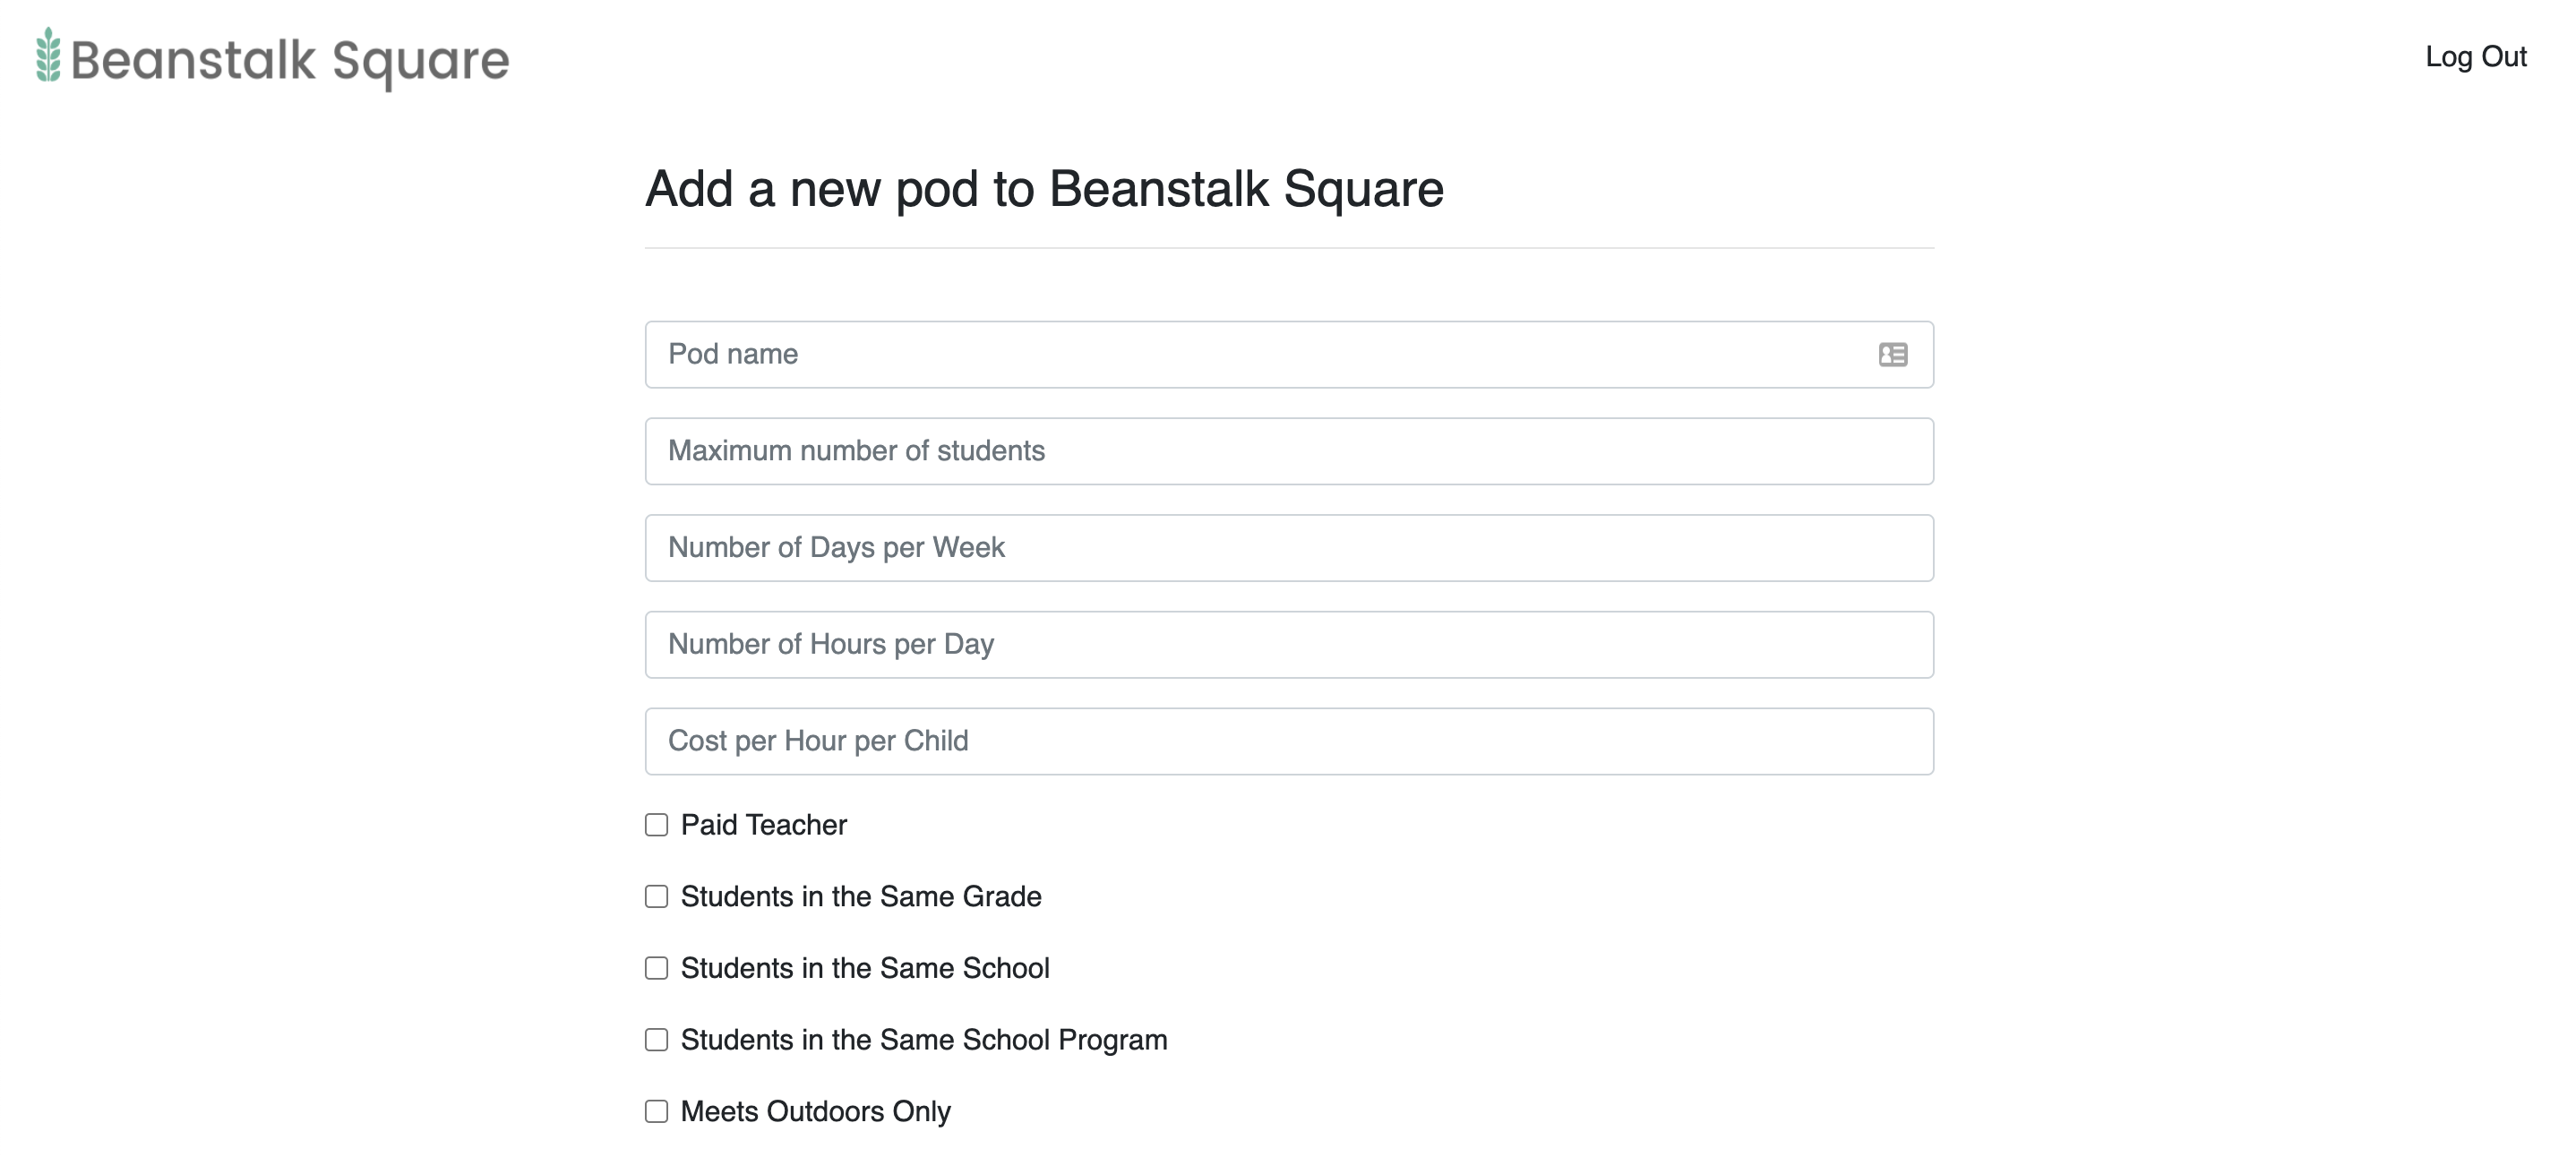 Beanstalk Square
Log Out
Add a new pod to Beanstalk Square
Pod name
Maximum number of students
Number of Days per Week
Number of Hours per Day
Cost per Hour per Child
Paid Teacher
Students in the Same Grade
Students in the Same School
Students in the Same School Program
Meets Outdoors Only